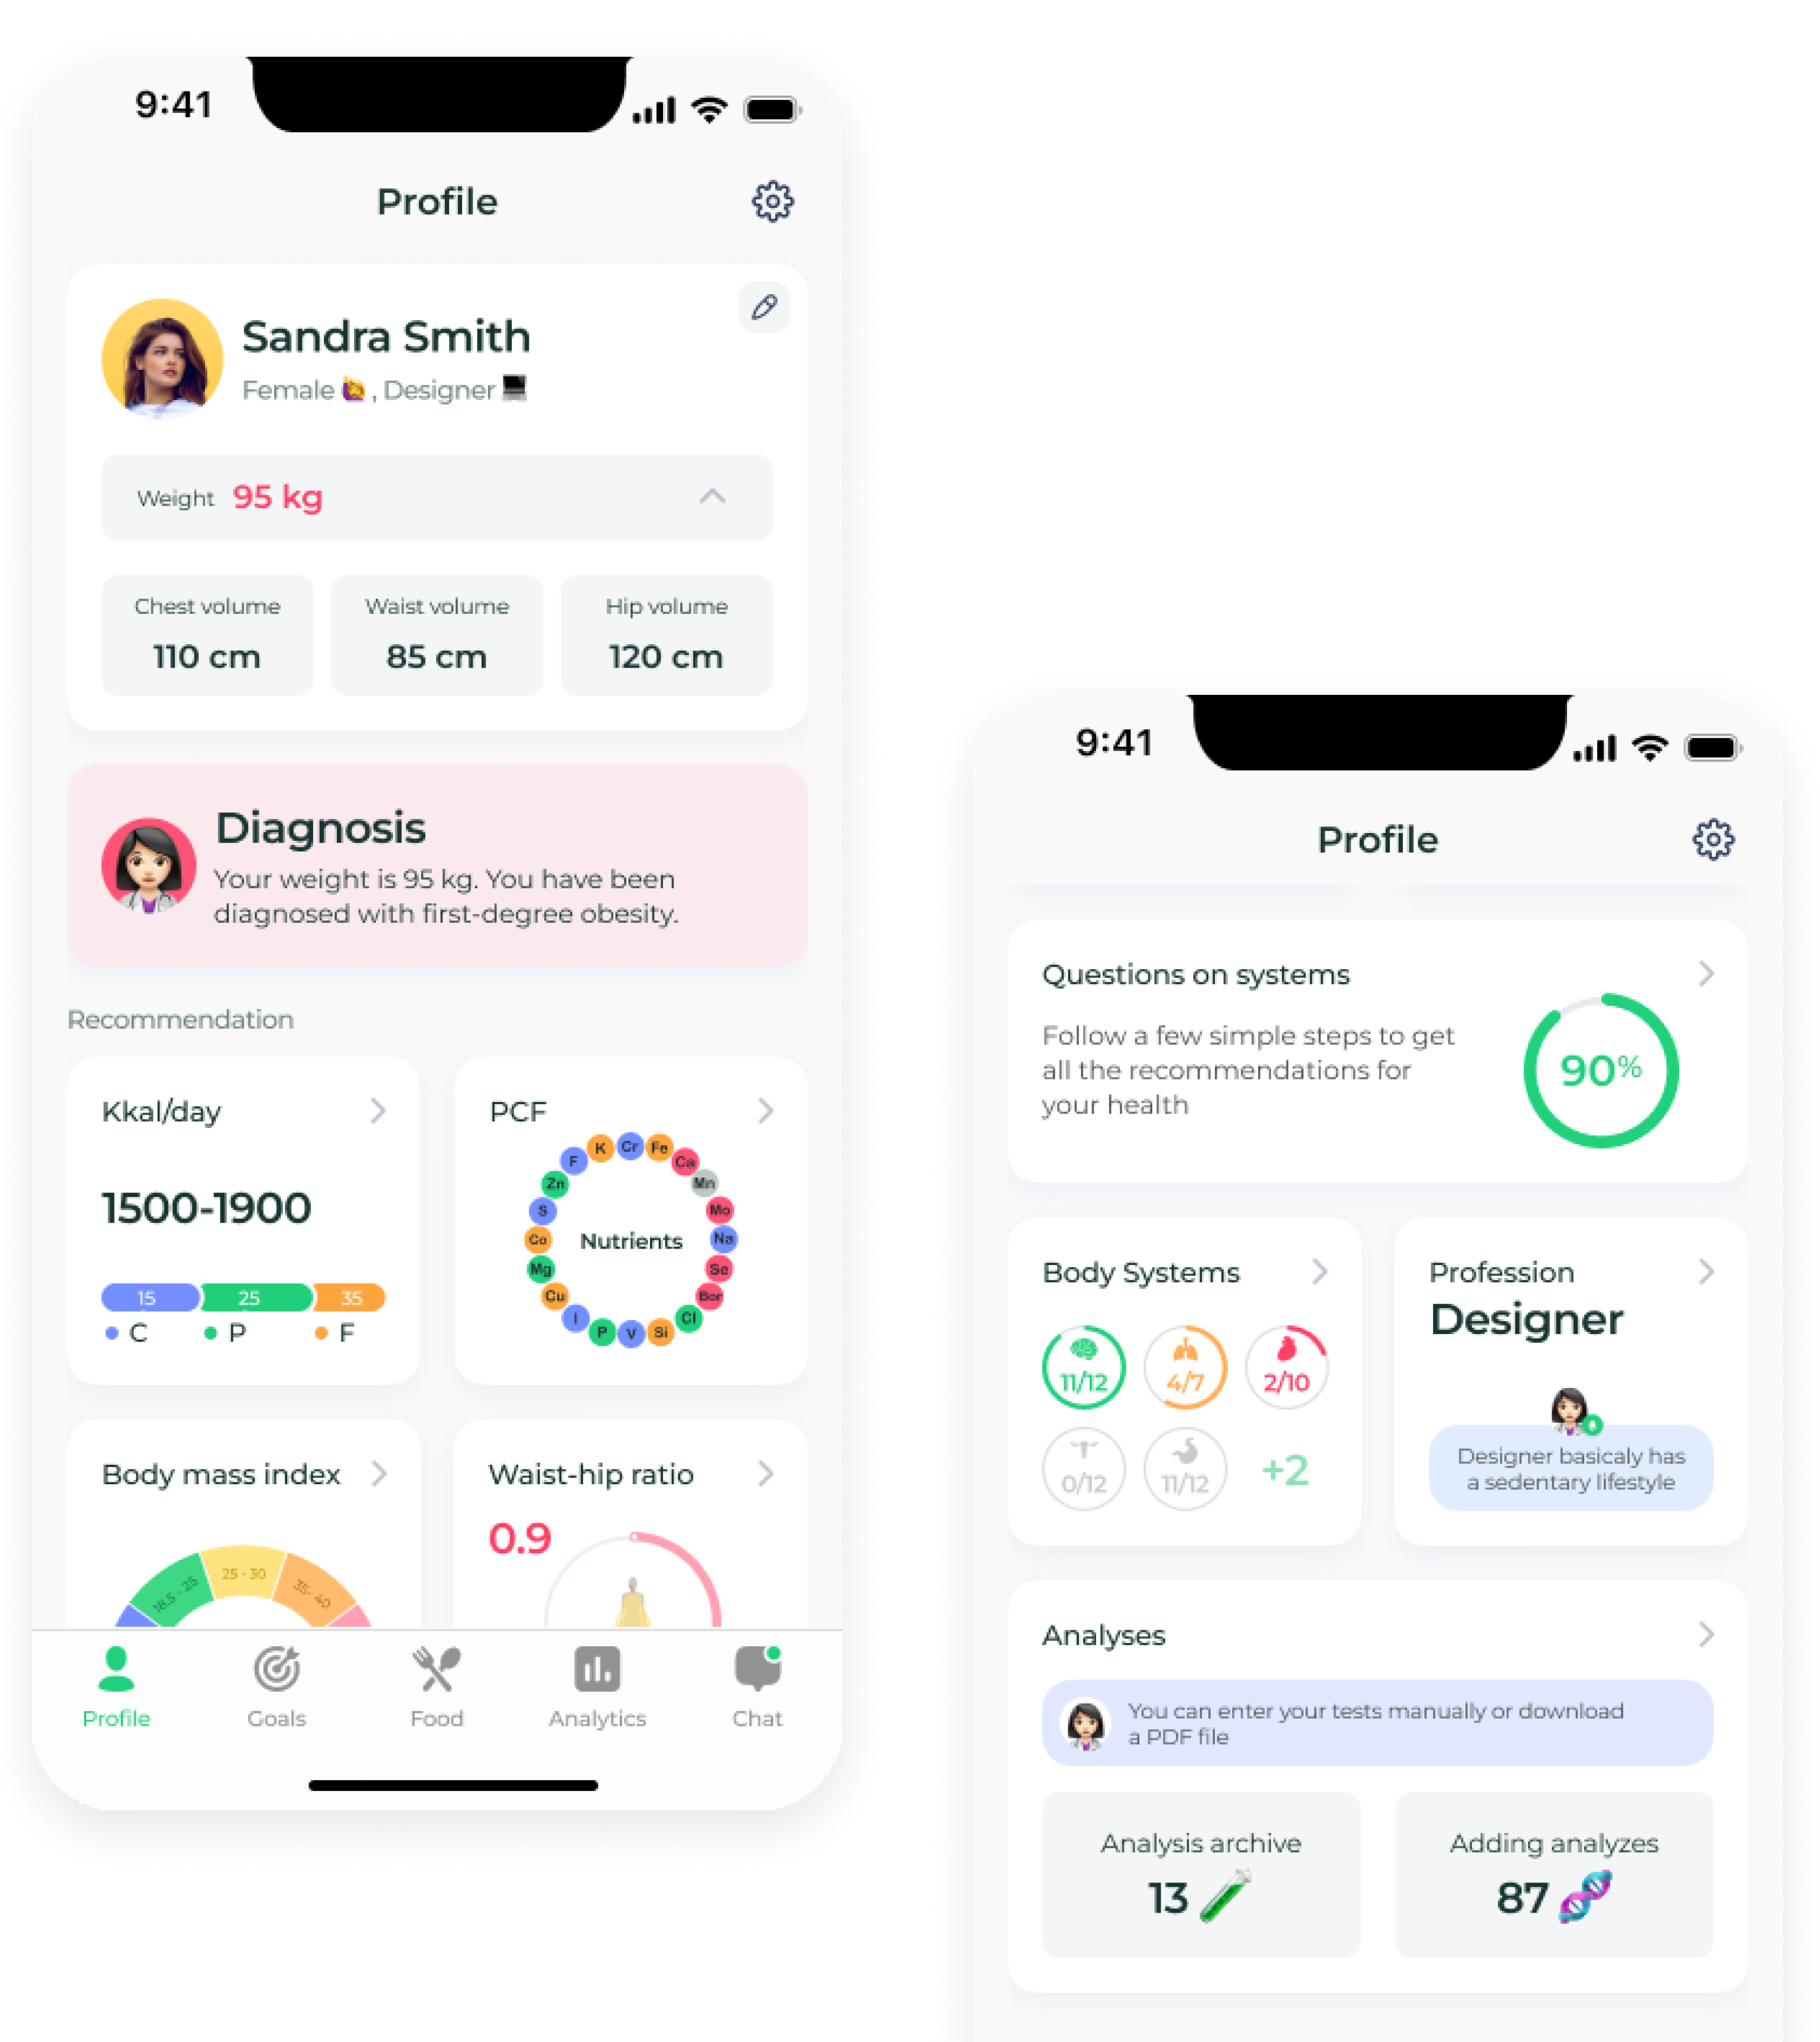 9:41
Profile
Sandra Smith
Female , Designer
Weight 95 kg
Chest volume Waist volume Hip volume
110 cm 85 cm 120 cm
Diagnosis
Your weight is 95 kg. You have been
diagnosed with first-degree obesity.
Recommendation
Kkal/day
1500-1900
15 25 35
C P F
PCF
Nutrients
Cr
Fe
Ca
Mn
Mo
Na
Se
Bor
Cl
Si
V
P
I
Cu
Mg
Co
S
Zn
F
K
Body mass index
18.5 - 25
25 - 30
35- 40
Waist-hip ratio
0.9
Profile Goals Food Analytics Chat
9:41
Profile
Questions on systems
Follow a few simple steps to get
all the recommendations for
your health
90%
Body Systems
11/12 4/7 2/10
0/12 11/12 +2
Profession
Designer
Designer basicaly has
a sedentary lifestyle
Analyses
You can enter your tests manually or download
a PDF file
Analysis archive
13
Adding analyzes
87